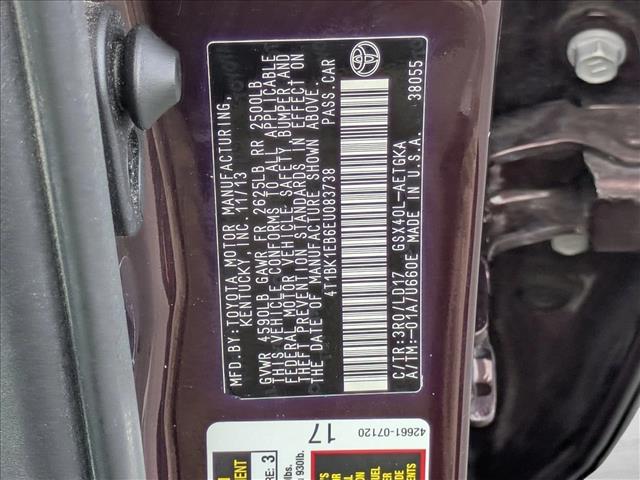 MFD.BY:TOYOTA MOTOR MANUFACTURING,
KENTUCKY, INC. 11/13
GVWR 4590LB GAWR FR 2625LB RR 2500LB
THIS VEHICLE CONFORMS TO ALL APPLICABLE
FEDERAL MOTOR VEHICLE SAFETY, BUMPER AND
THEFT PREVENTION STANDARDS IN EFFECT ON
THE DATE OF MANUFACTURE SHOWN ABOVE.
4T1BK1EB6EU083738 PASS.CAR
C/TR:3R0/LD17 GSX40L-AETGKA
A/TM:-01A/U660E MADE IN U.S.A. 38055
42661-07120
17